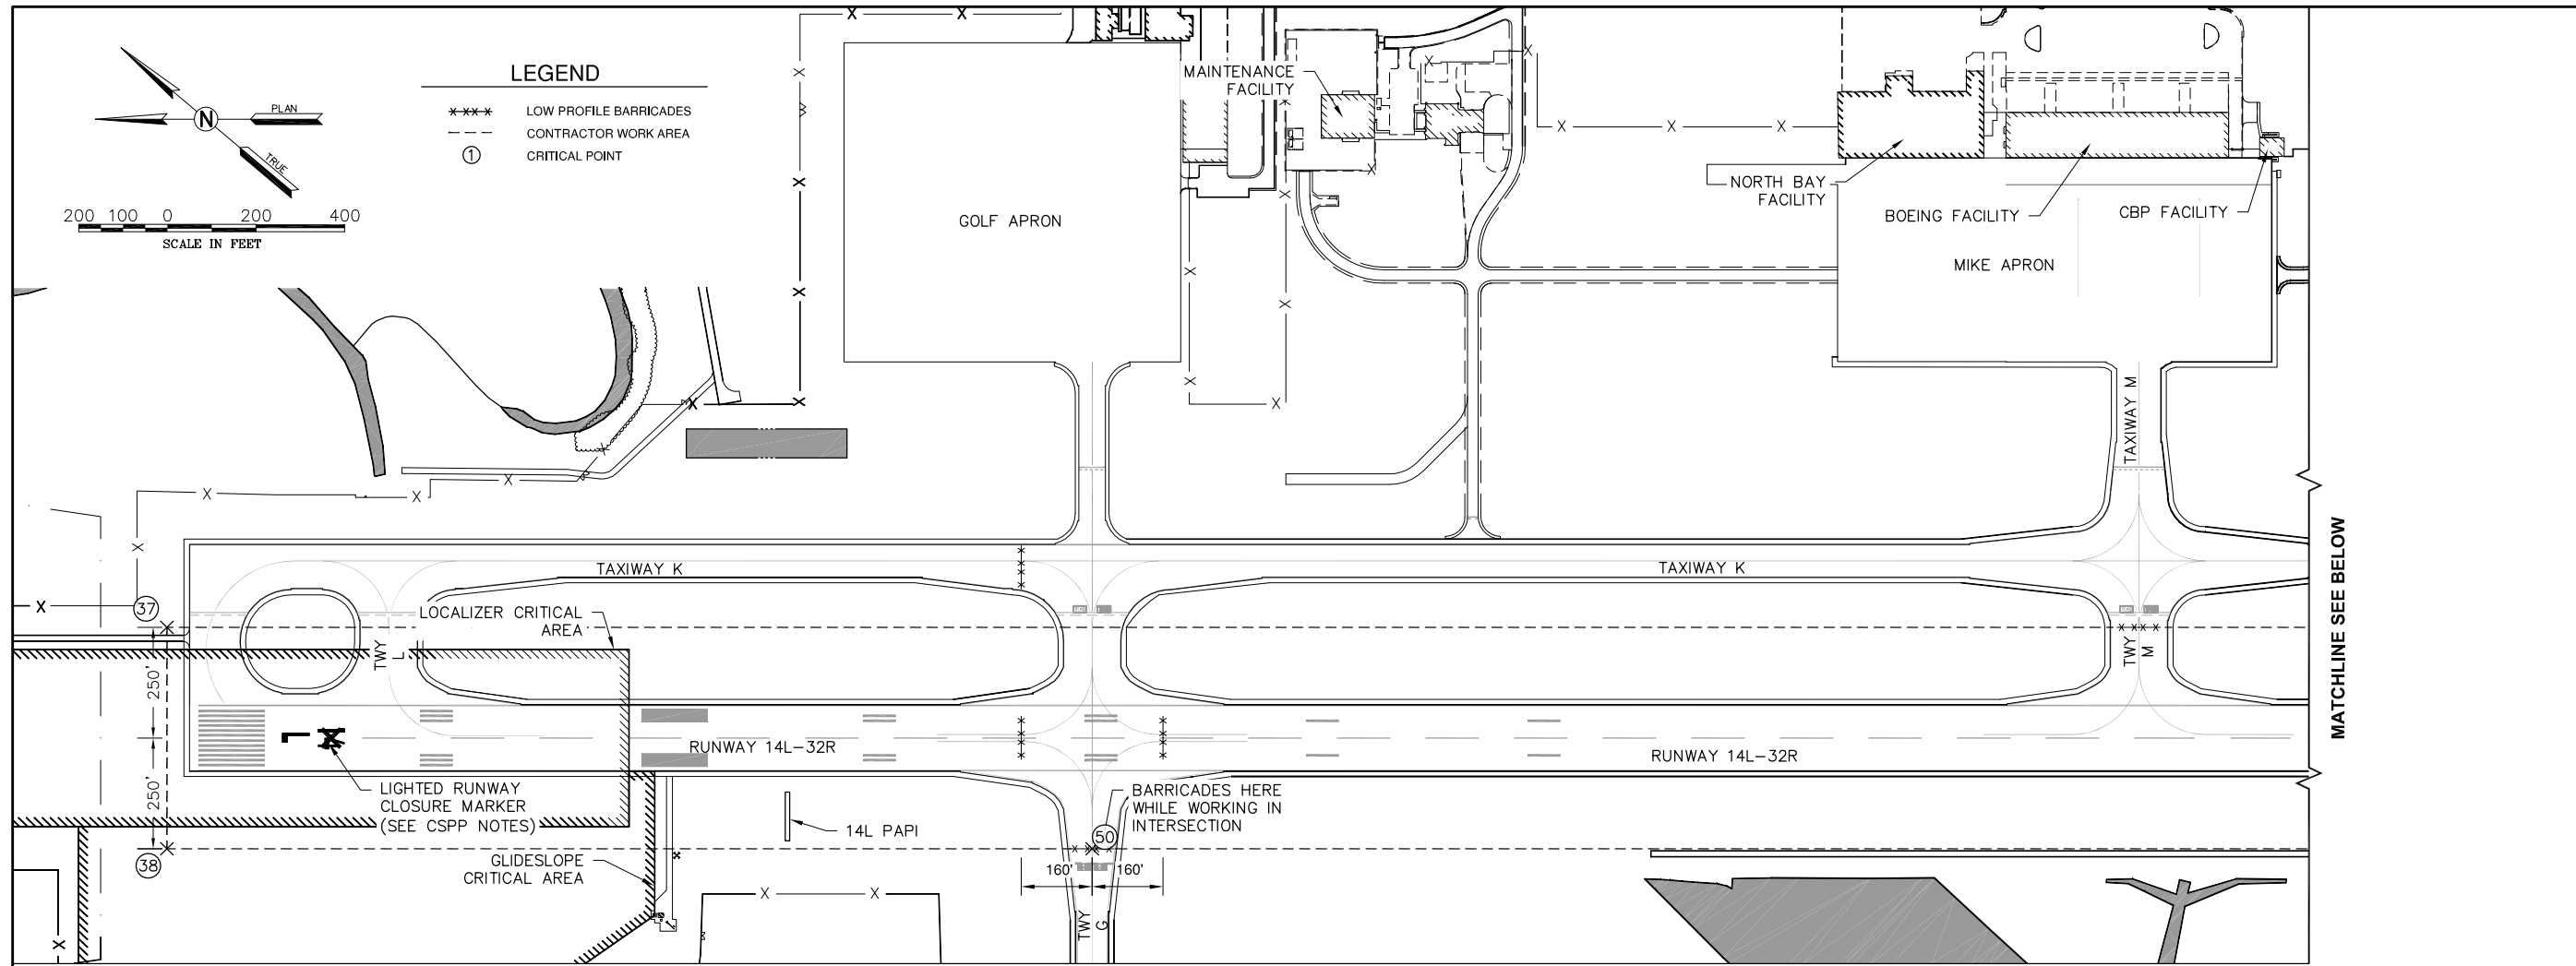 LEGEND
LOW PROFILE BARRICADES
CONTRACTOR WORK AREA
1 CRITICAL POINT
N
PLAN
TRUE
200 100 0 200 400
SCALE IN FEET
GOLF APRON
MAINTENANCE
FACILITY
NORTH BAY
FACILITY
BOEING FACILITY
CBP FACILITY
MIKE APRON
TAXIWAY M
MATCHLINE SEE BELOW
TAXIWAY K
TAXIWAY K
37
LOCALIZER CRITICAL
AREA
TWY
L
TWY
M
250'
250'
L
RUNWAY 14L-32R
RUNWAY 14L-32R
LIGHTED RUNWAY
CLOSURE MARKER
(SEE CSPP NOTES)
14L PAPI
BARRICADES HERE
WHILE WORKING IN
INTERSECTION
50
38
GLIDESLOPE
CRITICAL AREA
160' 160'
TWY
G